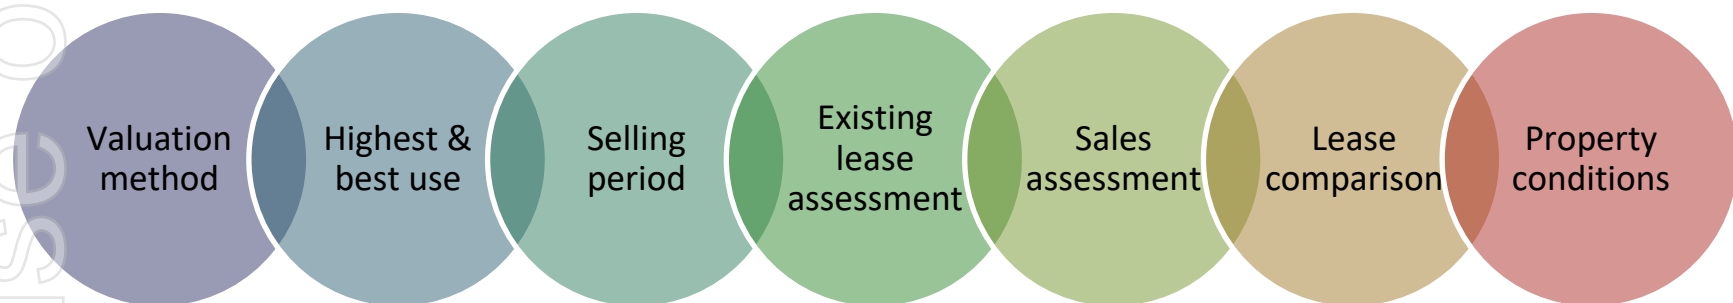 Valuation
method
Highest &
best use
Selling
period
Existing
lease
assessment
Sales
assessment
Lease
comparison
Property
conditions